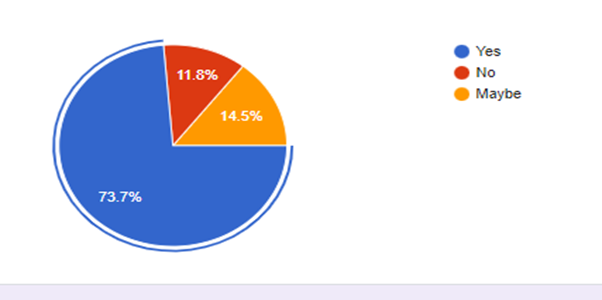 Yes
No
Maybe
11.8%
14.5%
73.7%